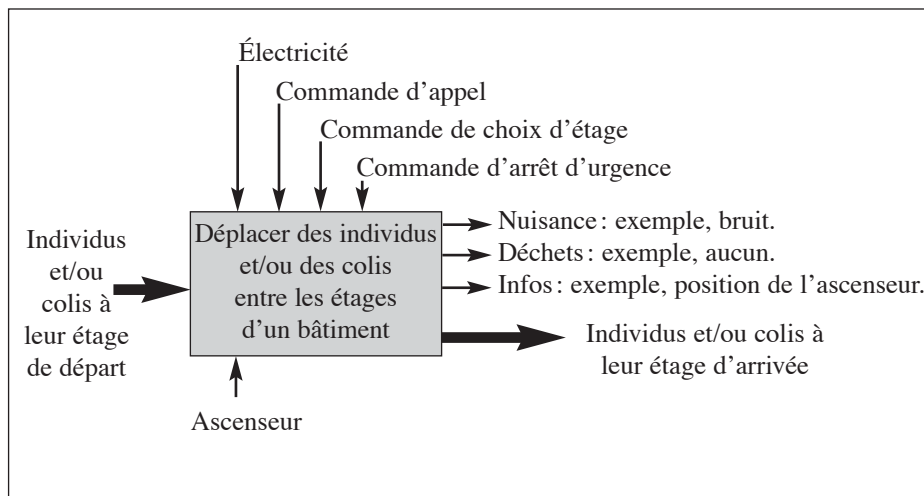 Électricité
Commande d'appel
Commande de choix d'étage
Commande d'arrêt d'urgence
Individus
et/ou
colis à
leur étage
de départ
Déplacer des individus
et/ou des colis
entre les étages
d'un bâtiment
Nuisance : exemple, bruit.
Déchets : exemple, aucun.
Infos : exemple, position de l'ascenseur.
Individus et/ou colis à
leur étage d'arrivée
Ascenseur